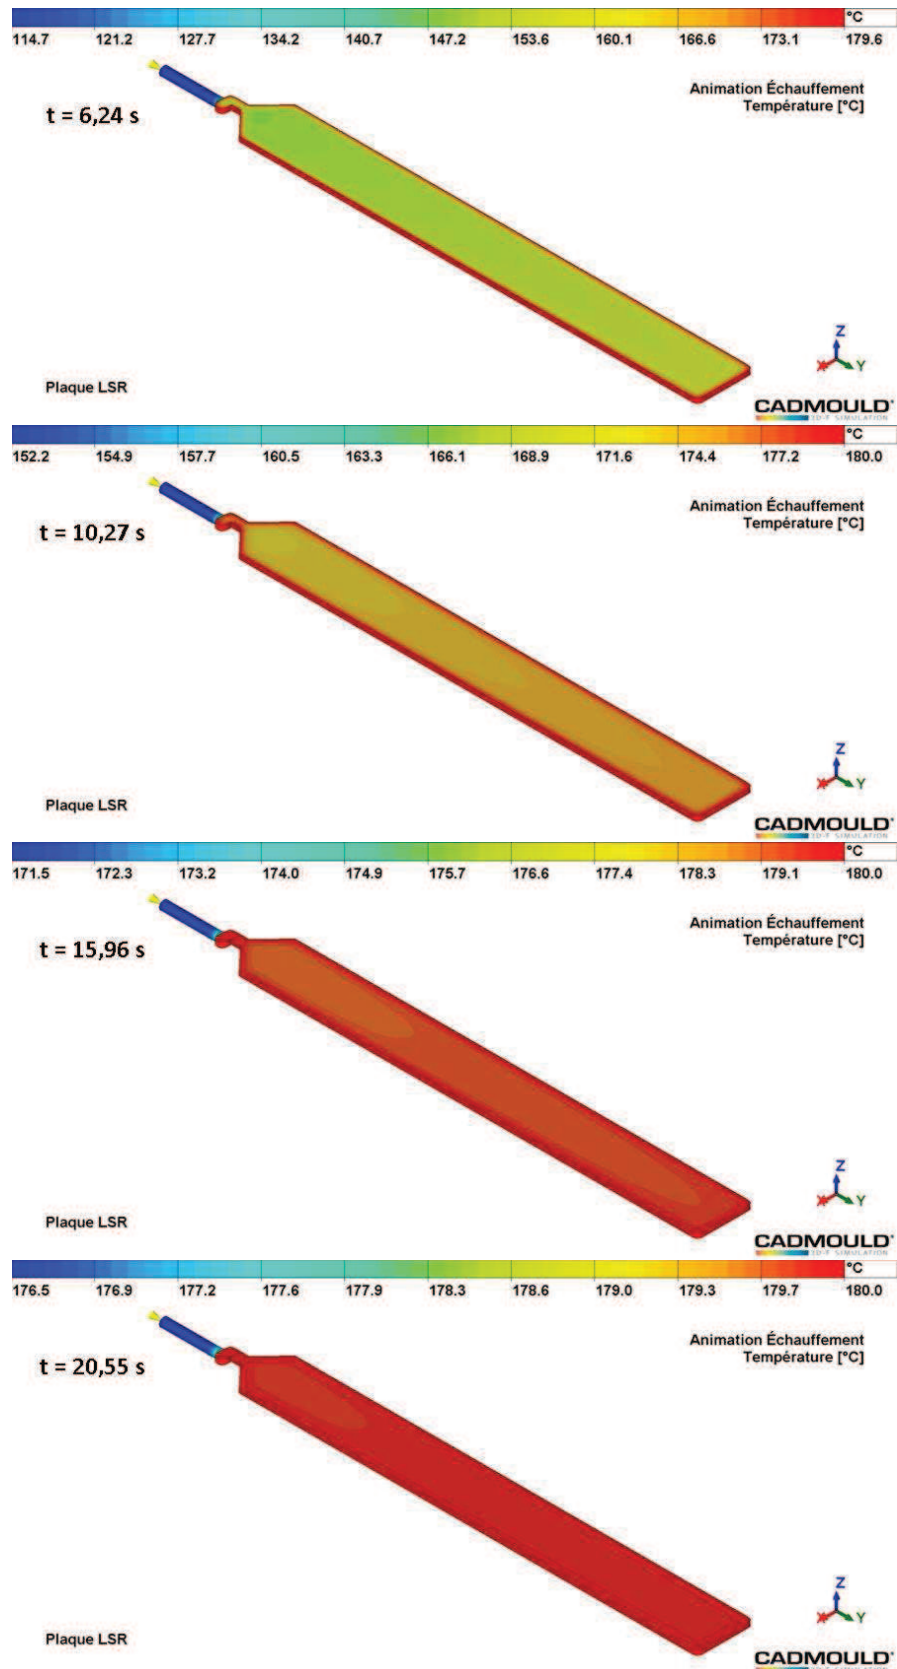 °C
114.7 121.2 127.7 134.2 140.7 147.2 153.6 160.1 166.6 173.1 179.6
Animation Échauffement
Température [°C]
t = 6,24 s
Z
X Y
Plaque LSR
CADMOULD
3D-F SIMULATION
°C
152.2 154.9 157.7 160.5 163.3 166.1 168.9 171.6 174.4 177.2 180.0
Animation Échauffement
Température [°C]
t = 10,27 s
Z
X Y
Plaque LSR
CADMOULD
3D-F SIMULATION
°C
171.5 172.3 173.2 174.0 174.9 175.7 176.6 177.4 178.3 179.1 180.0
Animation Échauffement
Température [°C]
t = 15,96 s
Z
X Y
Plaque LSR
CADMOULD
3D-F SIMULATION
°C
176.5 176.9 177.2 177.6 177.9 178.3 178.6 179.0 179.3 179.7 180.0
Animation Échauffement
Température [°C]
t = 20,55 s
Z
X Y
Plaque LSR
CADMOULD